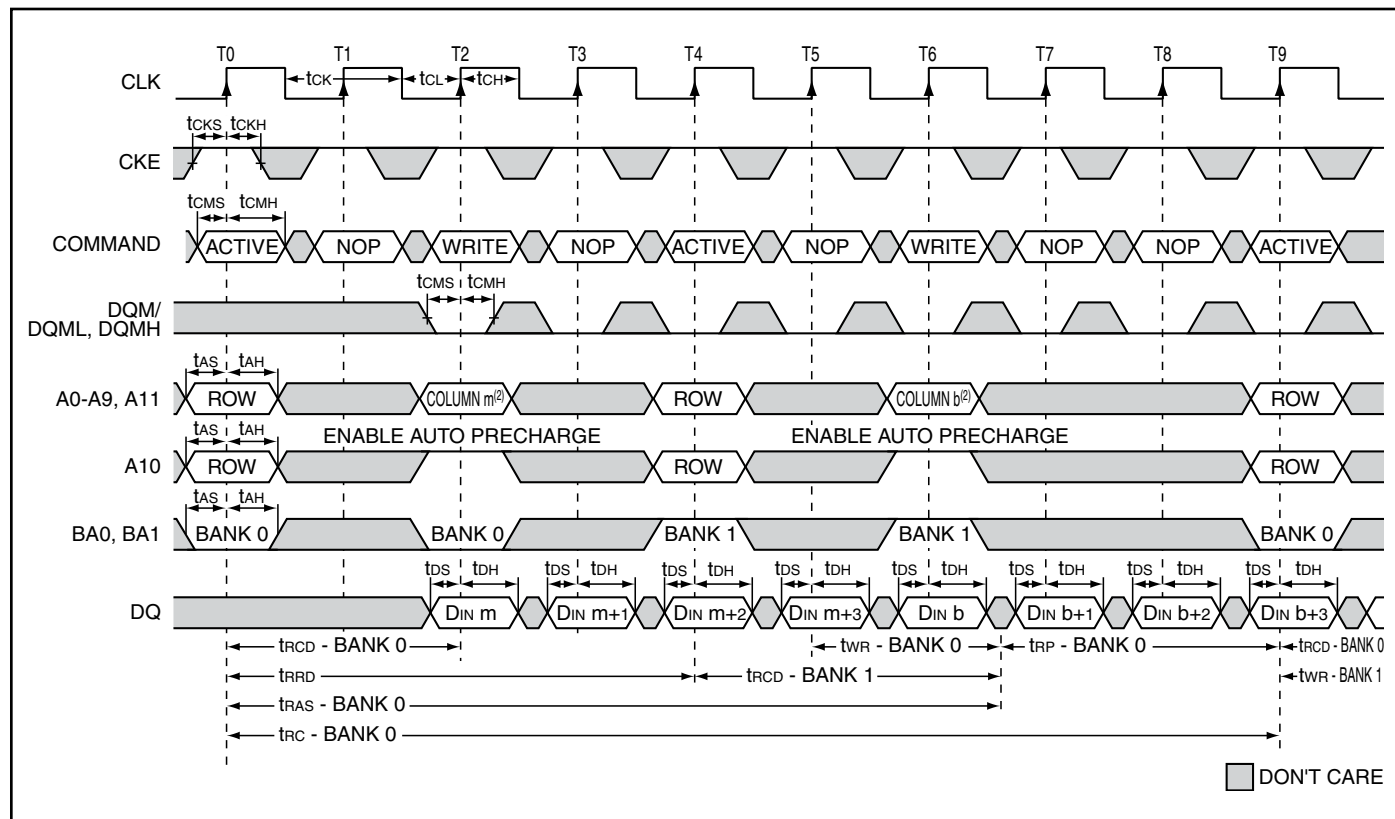 T0 T1 T2 T3 T4 T5 T6 T7 T8 T9
CLK tCK tCL tCH
tCKS tCKH
CKE
tCMS tCMH
COMMAND ACTIVE NOP WRITE NOP ACTIVE NOP WRITE NOP NOP ACTIVE
tCMS tCMH
DQM/
DQML, DQMH
tAS tAH
A0-A9, A11 ROW COLUMN m(2) ROW COLUMN b(2) ROW
tAS tAH ENABLE AUTO PRECHARGE ENABLE AUTO PRECHARGE
A10 ROW ROW ROW
tAS tAH
BA0, BA1 BANK 0 BANK 0 BANK 1 BANK 1 BANK 0
tDS tDH tDS tDH tDS tDH tDS tDH tDS tDH tDS tDH tDS tDH tDS tDH
DQ DIN m DIN m+1 DIN m+2 DIN m+3 DIN b DIN b+1 DIN b+2 DIN b+3
tRCD - BANK 0 tWR - BANK 0 tRP - BANK 0 tRCD - BANK 0
tRRD tRCD - BANK 1 tWR - BANK 1
tRAS - BANK 0
tRC - BANK 0
DON'T CARE